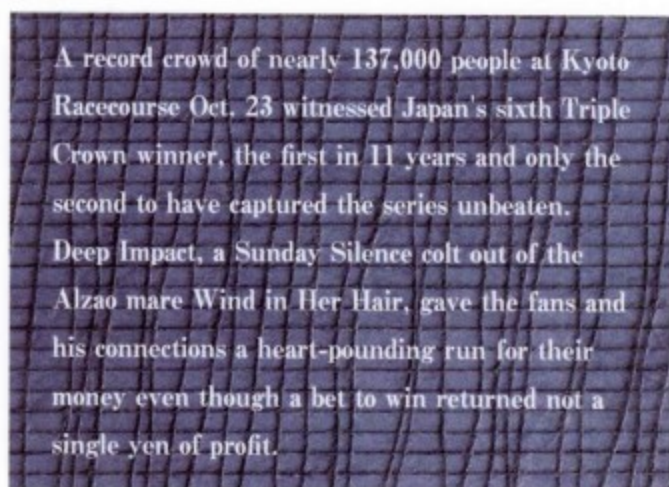 A record crowd of nearly 137,000 people at Kyoto
Racecourse Oct. 23 witnessed Japan's sixth Triple
Crown winner, the first in 11 years and only the
second to have captured the series unbeaten.
Deep Impact, a Sunday Silence colt out of the
Alzao mare Wind in Her Hair, gave the fans and
his connections a heart-pounding run for their
money even though a bet to win returned not a
single yen of profit.